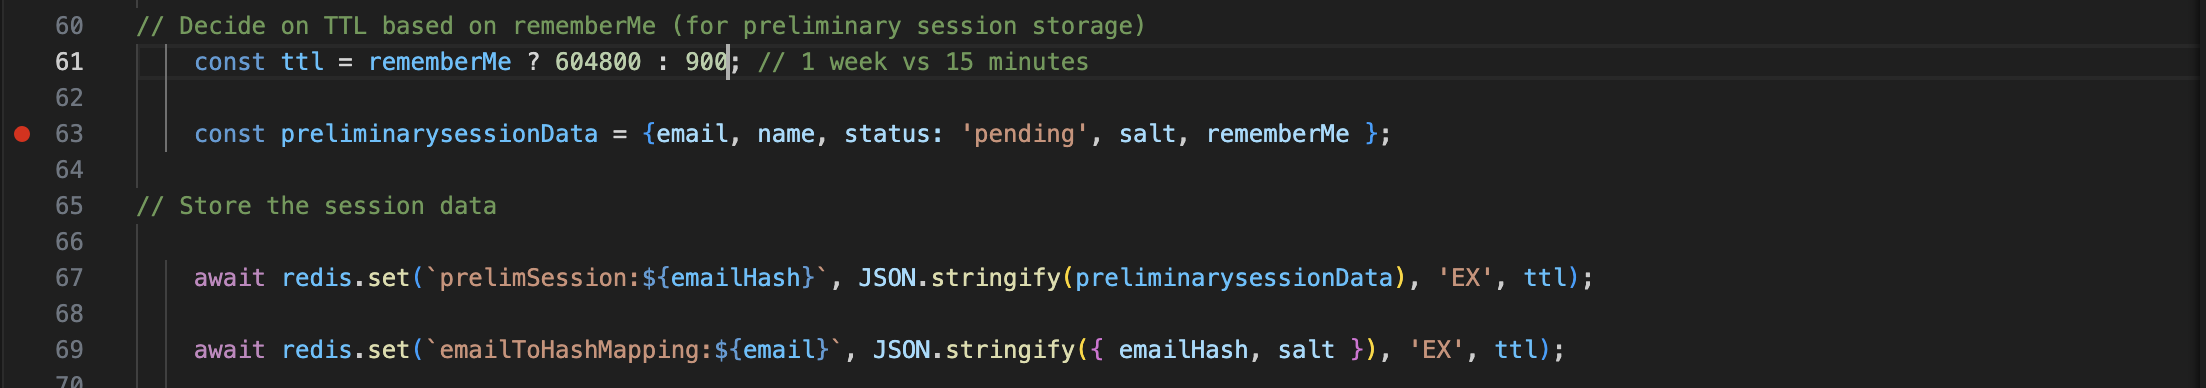 60 // Decide on TTL based on rememberMe (for preliminary session storage)
61 const ttl = rememberMe ? 604800 : 900; // 1 week vs 15 minutes
62
63 const preliminarysessionData = {email, name, status: 'pending', salt, rememberMe };
64
65 // Store the session data
66
67 await redis.set(`prelimSession:${emailHash}`, JSON.stringify(preliminarysessionData), 'EX', ttl);
68
69 await redis.set(`emailToHashMapping:${email}`, JSON.stringify({ emailHash, salt }), 'EX', ttl);
70